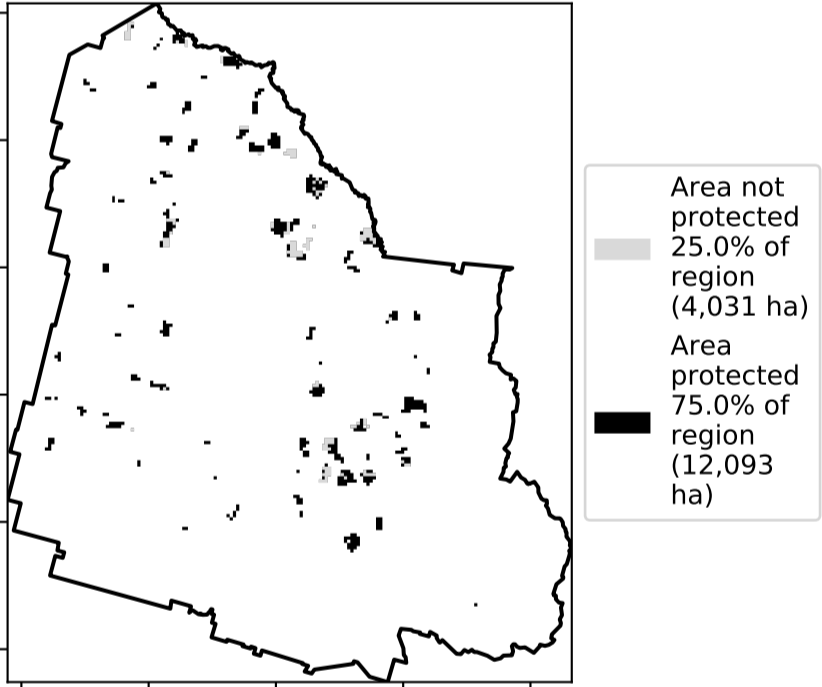 Area not
protected
25.0% of
region
(4,031 ha)
Area
protected
75.0% of
region
(12,093
ha)